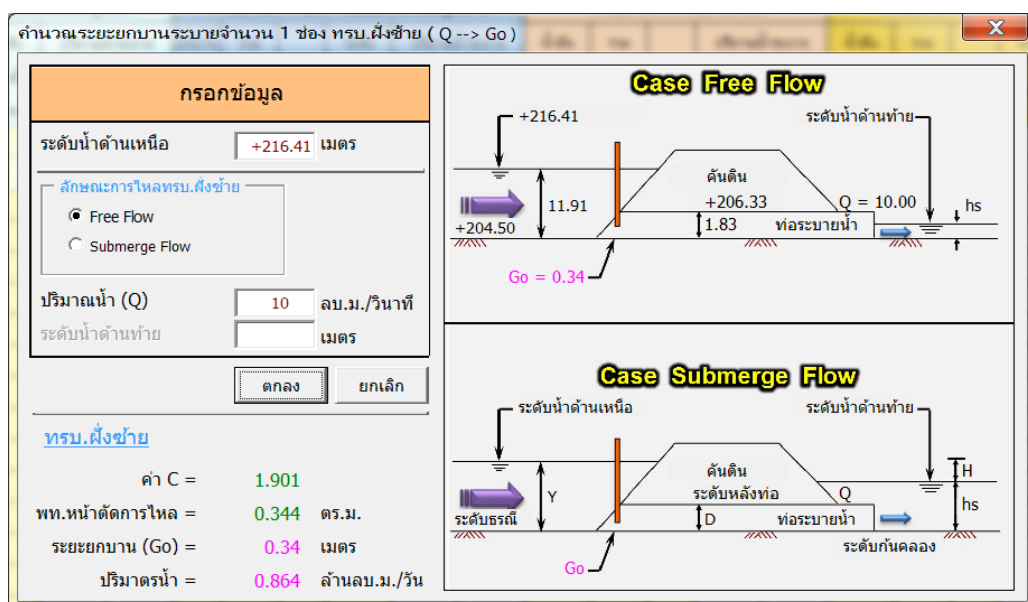 คำนวณระยะยกบานระบายจำนวน 1 ช่อง ทรบ.ฝั่งซ้าย ( Q --> Go )
X
กรอกข้อมูล
ระดับน้ำด้านเหนือ +216.41 เมตร
ลักษณะการไหลทรบ.ฝั่งซ้าย
Free Flow
Submerge Flow
ปริมาณน้ำ (Q) 10 ลบ.ม./วินาที
ระดับน้ำด้านท้าย เมตร
ตกลง ยกเลิก
ทรบ.ฝั่งซ้าย
ค่า C = 1.901
พท.หน้าตัดการไหล = 0.344 ตร.ม.
ระยะยกบาน (Go) = 0.34 เมตร
ปริมาตรน้ำ = 0.864 ล้านลบ.ม./วัน
Case Free Flow
+216.41 ระดับน้ำด้านท้าย
คันดิน
11.91 +206.33 Q = 10.00 hs
+204.50 1.83 ท่อระบายน้ำ
Go = 0.34
Case Submerge Flow
ระดับน้ำด้านเหนือ ระดับน้ำด้านท้าย
คันดิน H
Y ระดับหลังท่อ Q hs
ระดับธรณี D ท่อระบายน้ำ
ระดับก้นคลอง
Go